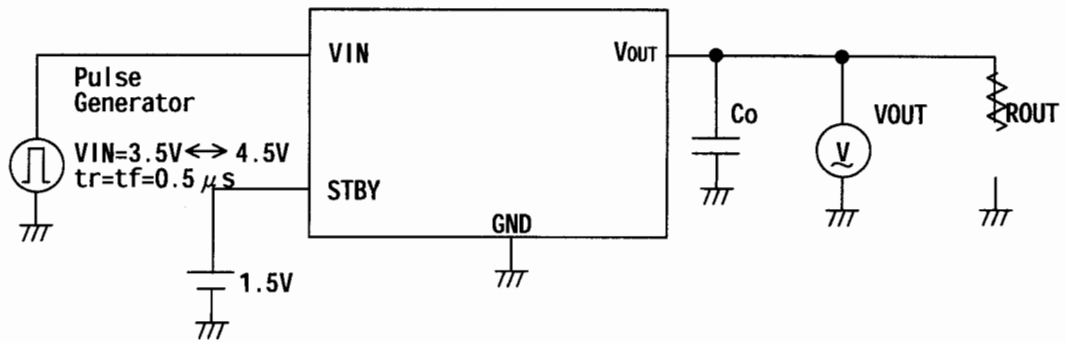 VIN
VOUT
Pulse
Generator
Co
VOUT
ROUT
V
VIN=3.5V↔4.5V
tr=tf=0.5μs
STBY
GND
1.5V